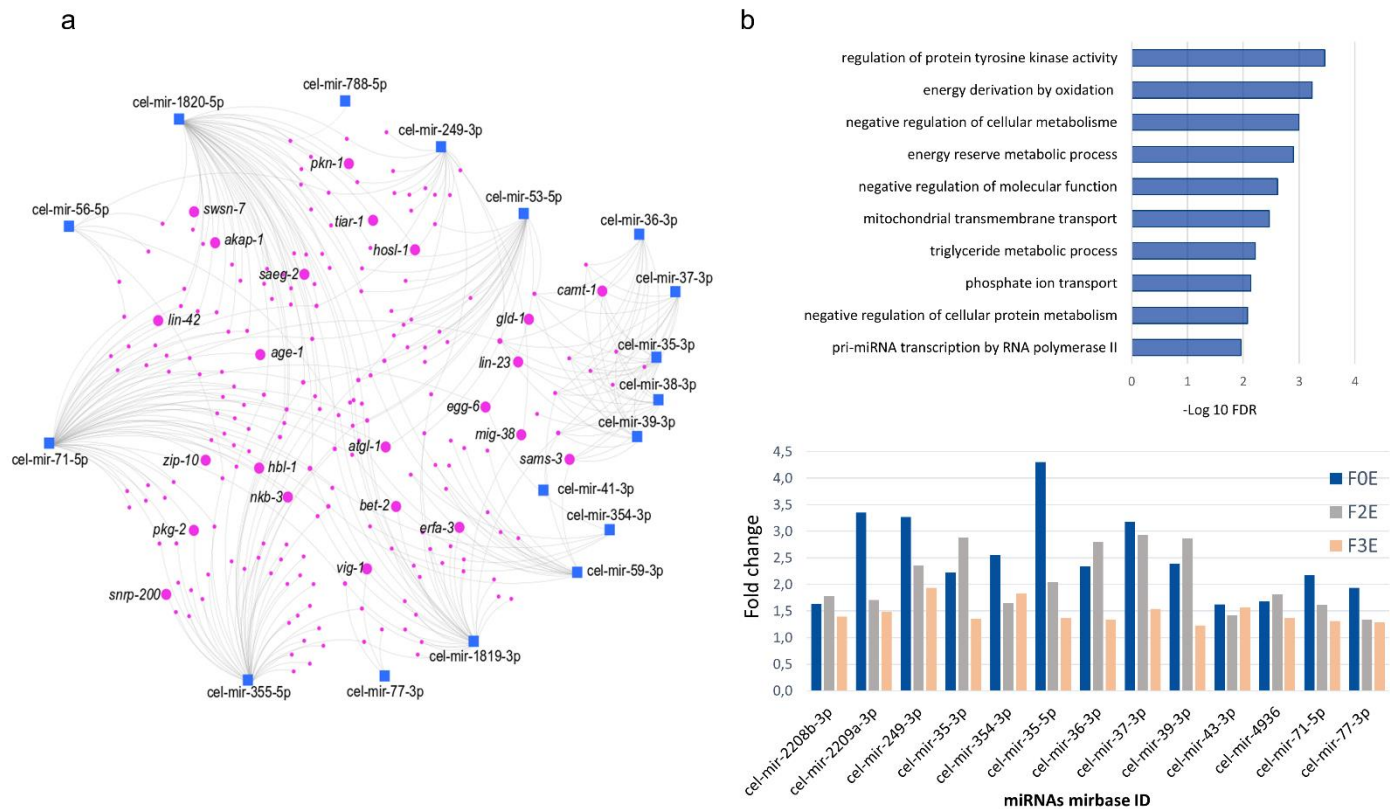 a
cel-mir-788-5p
cel-mir-1820-5p
cel-mir-249-3p
pkn-1
cel-mir-53-5p
cel-mir-56-5p
swsn-7
tiar-1
cel-mir-36-3p
akap-1
hosl-1
saeg-2
cel-mir-37-3p
camt-1
lin-42
gld-1
age-1
cel-mir-35-3p
lin-23
cel-mir-38-3p
egg-6
cel-mir-39-3p
mig-38
atgl-1
cel-mir-71-5p
zip-10
hbl-1
sams-3
nkb-3
cel-mir-41-3p
bet-2
cel-mir-354-3p
pkg-2
erfa-3
vig-1
cel-mir-59-3p
snrp-200
cel-mir-1819-3p
cel-mir-355-5p
cel-mir-77-3p
b
regulation of protein tyrosine kinase activity
energy derivation by oxidation
negative regulation of cellular metabolisme
energy reserve metabolic process
negative regulation of molecular function
mitochondrial transmembrane transport
triglyceride metabolic process
phosphate ion transport
negative regulation of cellular protein metabolism
pri-miRNA transcription by RNA polymerase II
0 1 2 3 4
-Log 10 FDR
Fold change
4,5
4,0
3,5
3,0
2,5
2,0
1,5
1,0
0,5
0,0
F0E
F2E
F3E
cel-mir-2208b-3p
cel-mir-2209a-3p
cel-mir-249-3p
cel-mir-35-3p
cel-mir-354-3p
cel-mir-35-5p
cel-mir-36-3p
cel-mir-37-3p
cel-mir-39-3p
cel-mir-43-3p
cel-mir-4936
cel-mir-71-5p
cel-mir-77-3p
miRNAs mirbase ID